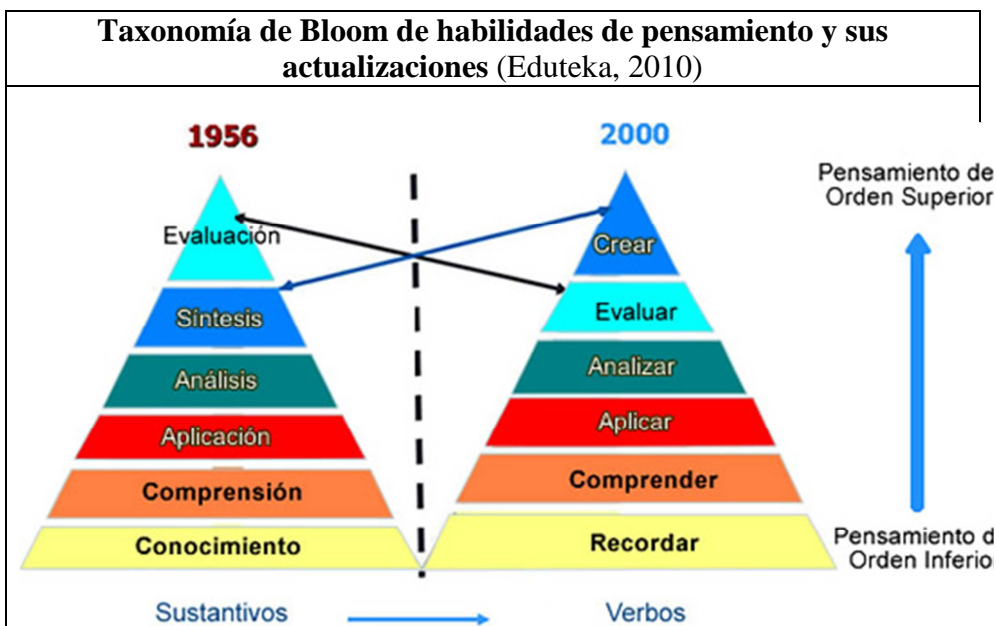 Taxonomía de Bloom de habilidades de pensamiento y sus
actualizaciones (Eduteka, 2010)
1956
2000
Pensamiento de
Orden Superior
Evaluación
Crear
Síntesis
Evaluar
Análisis
Analizar
Aplicación
Aplicar
Comprensión
Comprender
Conocimiento
Recordar
Pensamiento d
Orden Inferio
Sustantivos
Verbos